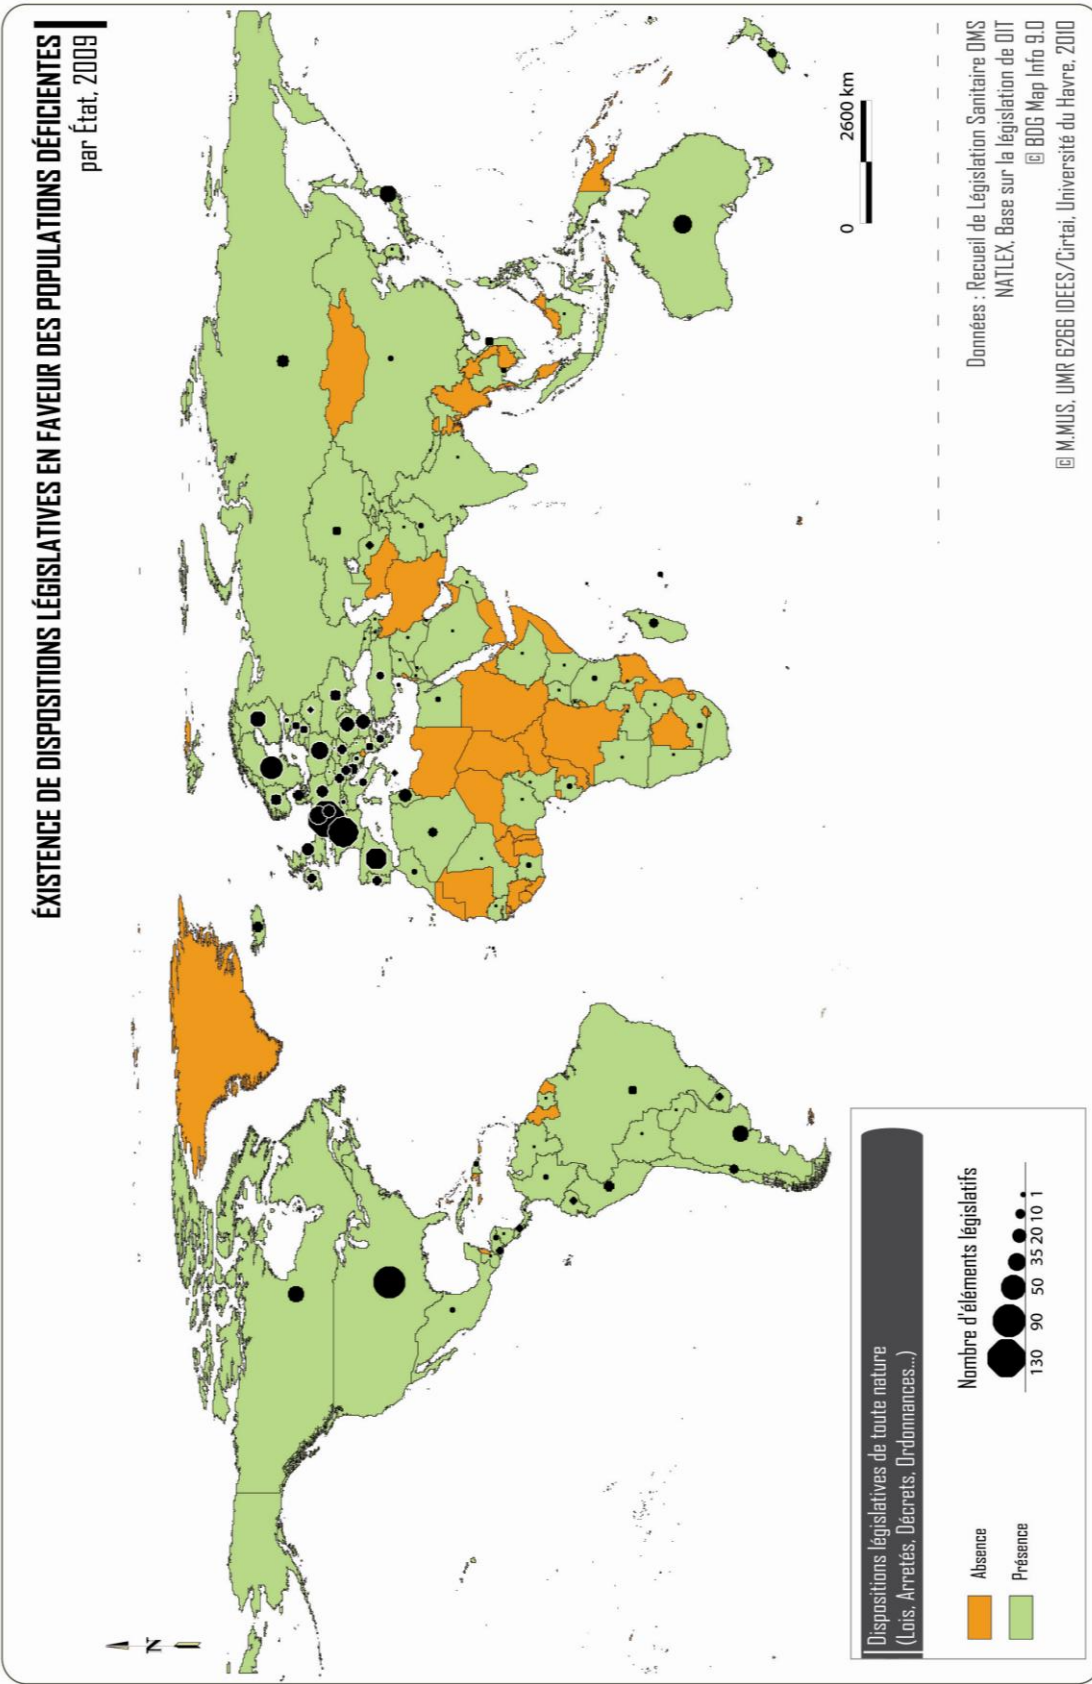 ÉXISTENCE DE DISPOSITIONS LÉGISLATIVES EN FAVEUR DES POPULATIONS DÉFICIENTES
par État, 2009
N
0 2600 km
Dispositions législatives de toute nature
(Lois, Arretés, Décrets, Ordonnances...)
Absence
Présence
Nombre d'éléments législatifs
130 90 50 35 20 10 1
Données : Recueil de Législation Sanitaire OMS
NATLEX, Base sur la législation de OIT
© BDG Map Info 9.0
© M.MUS, UMR 6266 IDEES/Cirtai, Université du Havre, 2010